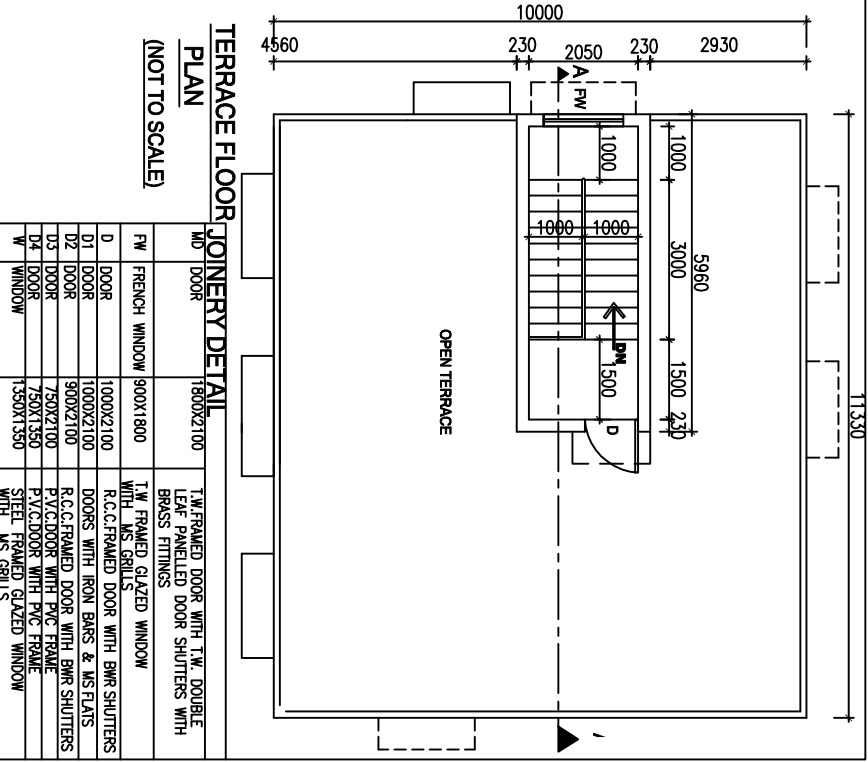 10000
4560
230
2050
230
2930
A
FW
1000
1000
5960
3000
1000
1000
DN
1500
1500
230
D
11330
OPEN TERRACE
TERRACE FLOOR
PLAN
(NOT TO SCALE)
JOINERY DETAIL
MD DOOR 1800X2100 T.W.FRAMED DOOR WITH T.W. DOUBLE
LEAF PANELLED DOOR SHUTTERS WITH
BRASS FITTINGS
FW FRENCH WINDOW 900X1800 T.W FRAMED GLAZED WINDOW
WITH MS GRILLS
D DOOR 1000X2100 R.C.C.FRAMED DOOR WITH BWR SHUTTERS
D1 DOOR 1000X2100 DOORS WITH IRON BARS & MS FLATS
D2 DOOR 900X2100 R.C.C.FRAMED DOOR WITH BWR SHUTTERS
D3 DOOR 750X2100 P.V.C.DOOR WITH PVC FRAME
D4 DOOR 750X1350 P.V.C.DOOR WITH PVC FRAME
W WINDOW 1350X1350 STEEL FRAMED GLAZED WINDOW
WITH MS GRILLS